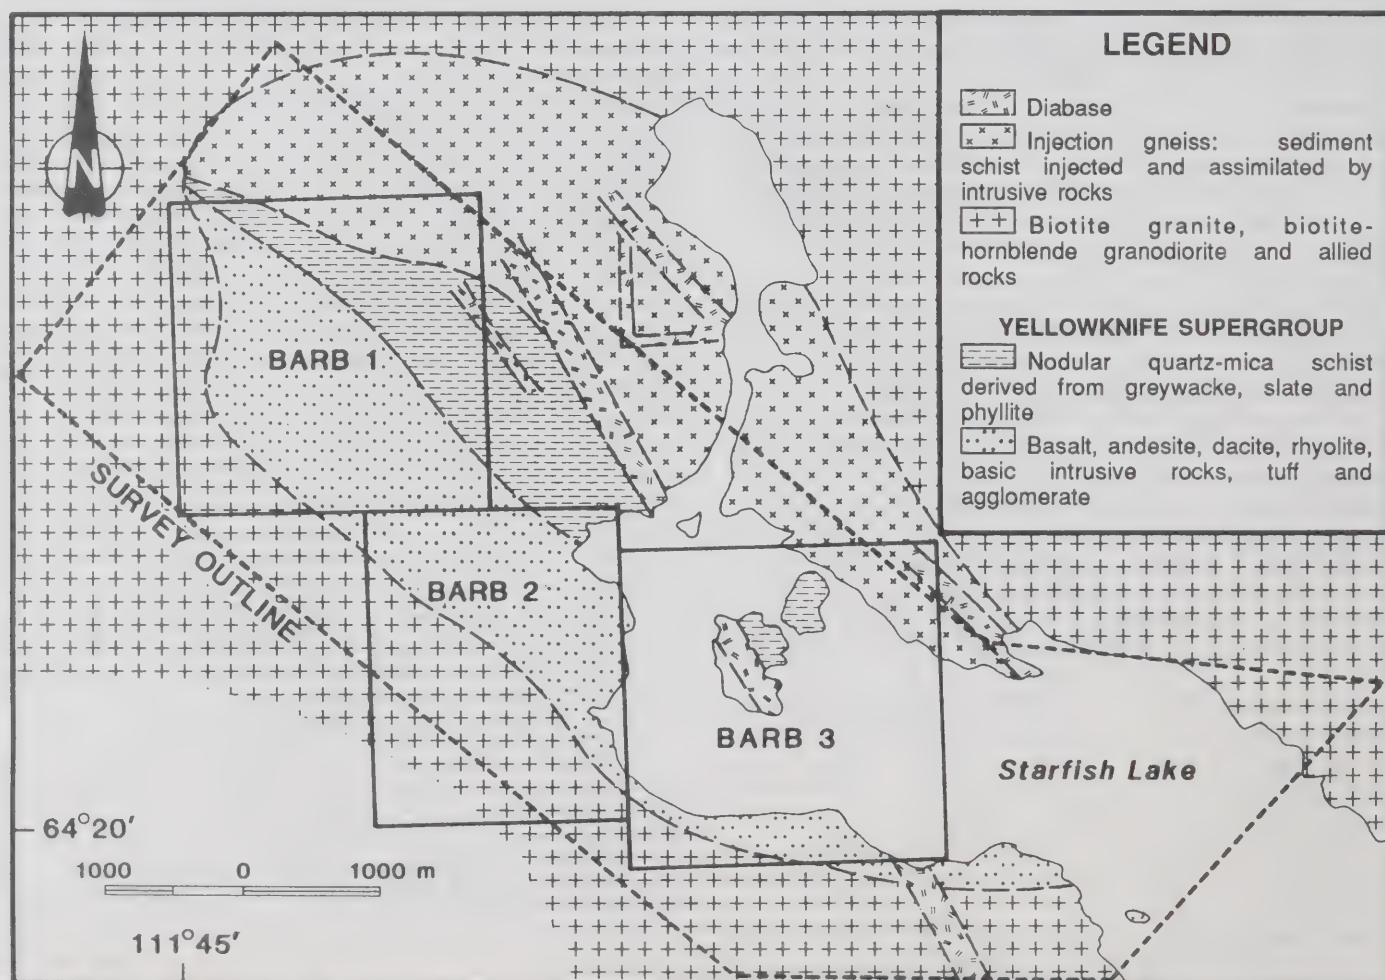 N
BARB 1
SURVEY OUTLINE
BARB 2
BARB 3
Starfish Lake
64°20′
1000 0 1000 m
111°45′
LEGEND
Diabase
Injection gneiss: sediment
schist injected and assimilated by
intrusive rocks
Biotite granite, biotite-
hornblende granodiorite and allied
rocks
YELLOWKNIFE SUPERGROUP
Nodular quartz-mica schist
derived from greywacke, slate and
phyllite
Basalt, andesite, dacite, rhyolite,
basic intrusive rocks, tuff and
agglomerate